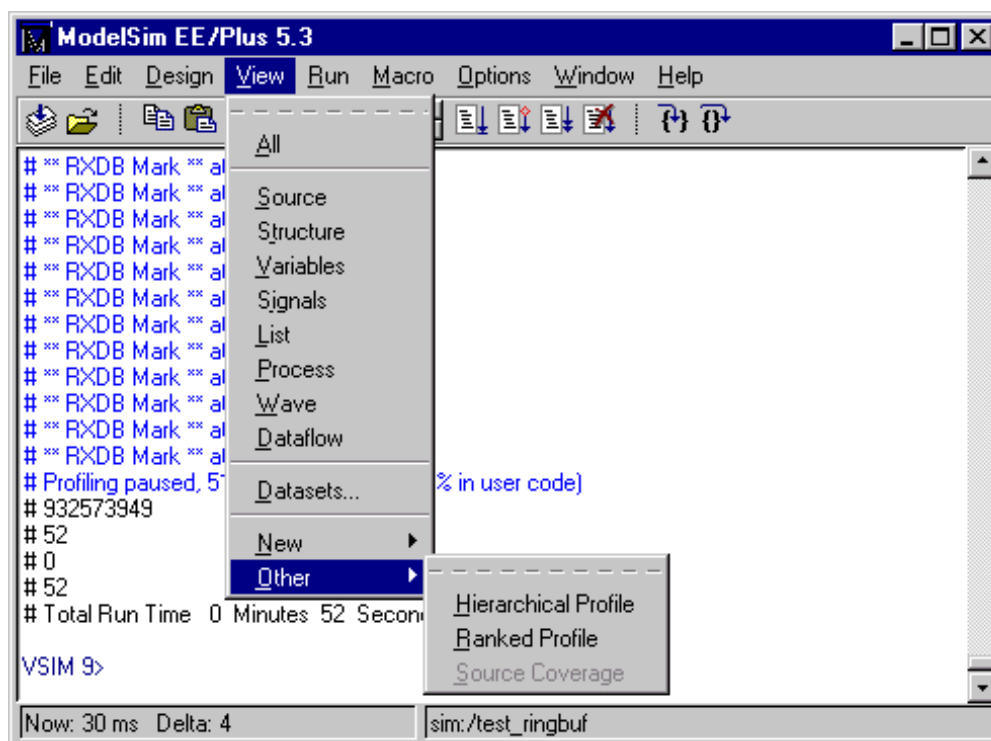 ModelSim EE/Plus 5.3
File Edit Design View Run Macro Options Window Help
# ** RXDB Mark ** a
# ** RXDB Mark ** a
# ** RXDB Mark ** a
# ** RXDB Mark ** a
# ** RXDB Mark ** a
# ** RXDB Mark ** a
# ** RXDB Mark ** a
# ** RXDB Mark ** a
# ** RXDB Mark ** a
# ** RXDB Mark ** a
# ** RXDB Mark ** a
# ** RXDB Mark ** a
# Profiling paused, 5 % in user code)
# 932573949
# 52
# 0
# 52
# Total Run Time 0 Minutes 52 Secon
VSIM 9>
All
Source
Structure
Variables
Signals
List
Process
Wave
Dataflow
Datasets...
New
Other
Hierarchical Profile
Ranked Profile
Source Coverage
Now: 30 ms Delta: 4
sim:/test_ringbuf